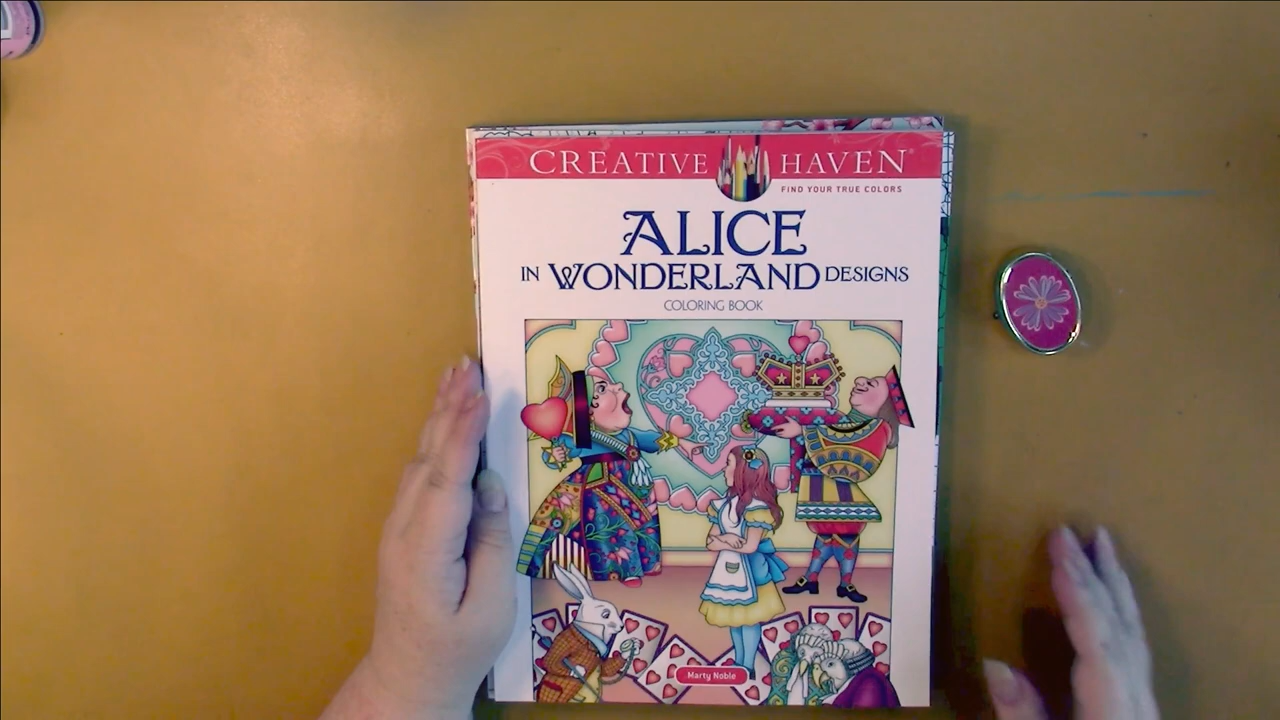 CREATIVE HAVEN®
FIND YOUR TRUE COLORS
ALICE
IN WONDERLAND DESIGNS
COLORING BOOK
Marty Noble